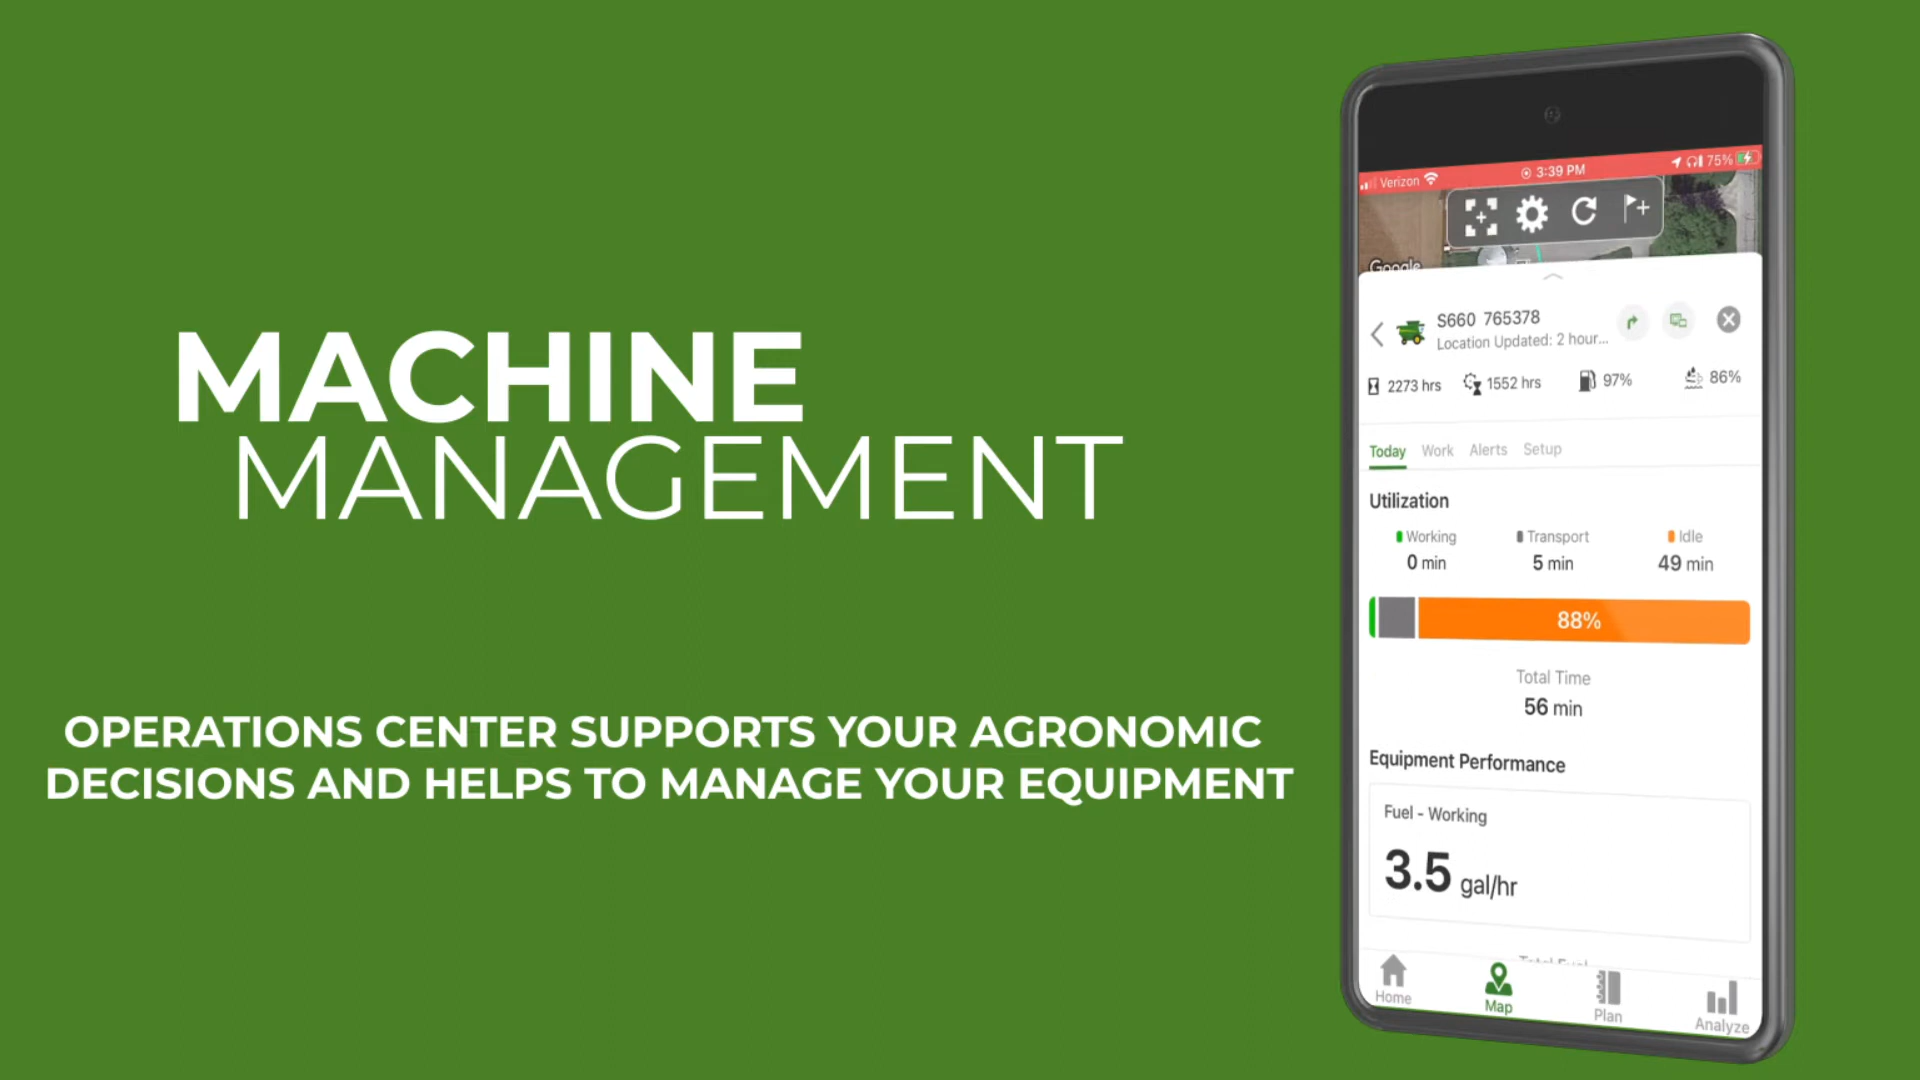 MACHINE
MANAGEMENT
OPERATIONS CENTER SUPPORTS YOUR AGRONOMIC
DECISIONS AND HELPS TO MANAGE YOUR EQUIPMENT
Verizon 3:39 PM 75%
Google
S660 765378
Location Updated: 2 hour...
2273 hrs 1552 hrs 97% 86%
Today Work Alerts Setup
Utilization
Working Transport Idle
0 min 5 min 49 min
88%
Total Time
56 min
Equipment Performance
Fuel - Working
3.5 gal/hr
Total Fuel
Home Map Plan Analyze